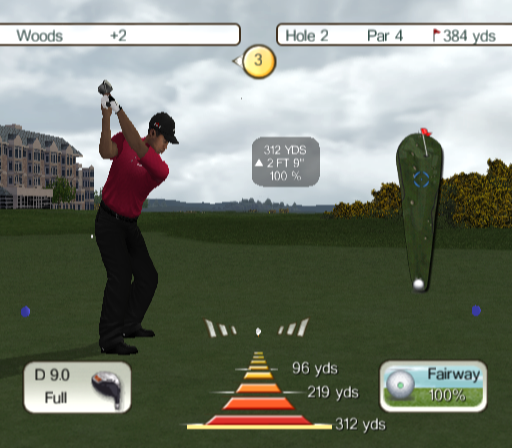 Woods +2
Hole 2 Par 4 384 yds
3
312 YDS
2 FT 9"
100 %
96 yds
219 yds
312 yds
D 9.0
Full
Fairway
100%